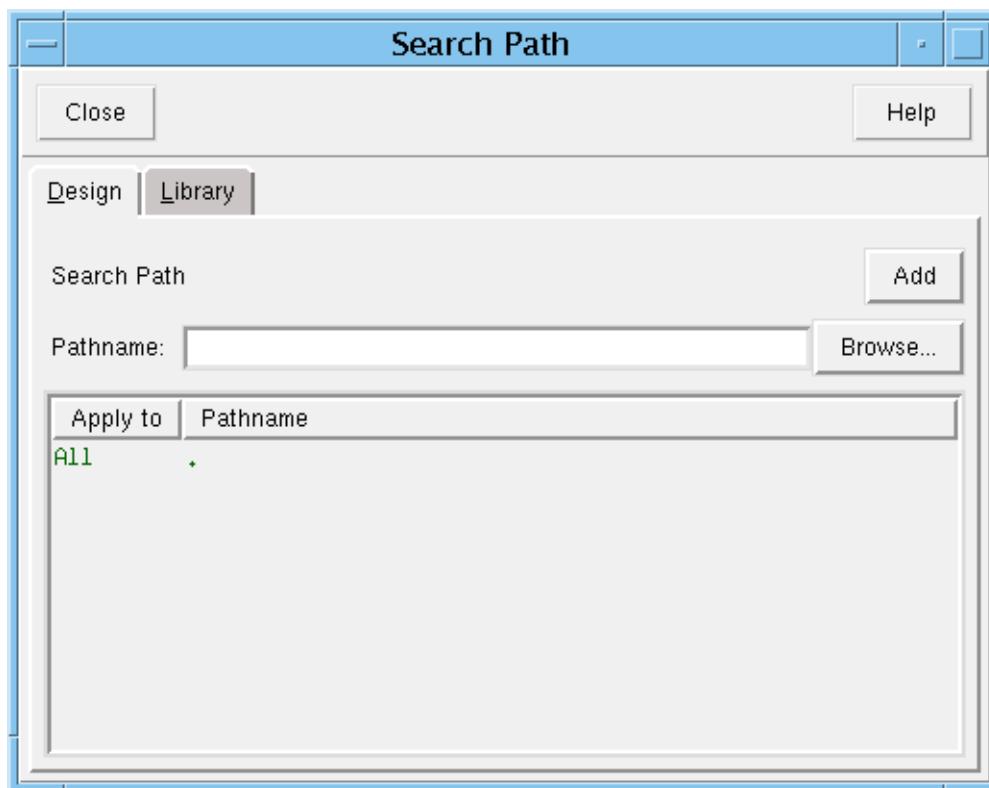 Search Path
Close Help
Design Library
Search Path Add
Pathname: Browse...
Apply to Pathname
All .